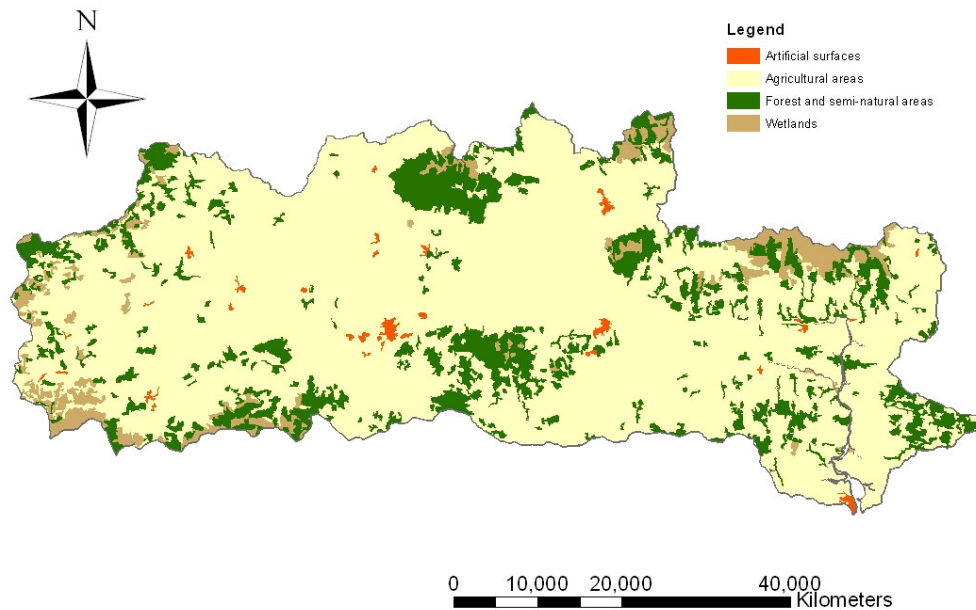 N
Legend
Artificial surfaces
Agricultural areas
Forest and semi-natural areas
Wetlands
0 10,000 20,000 40,000
Kilometers